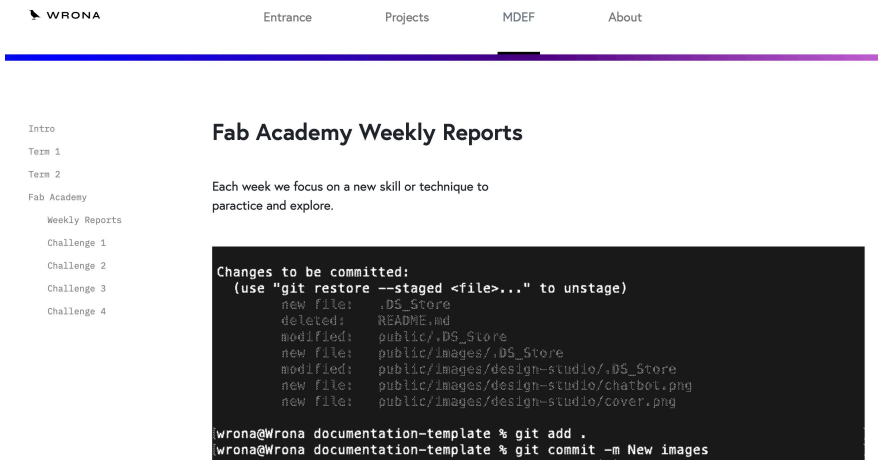 WRONA
Entrance
Projects
MDEF
About
Intro
Term 1
Term 2
Fab Academy
Weekly Reports
Challenge 1
Challenge 2
Challenge 3
Challenge 4
Fab Academy Weekly Reports
Each week we focus on a new skill or technique to
paractice and explore.
Changes to be committed:
(use "git restore --staged <file>..." to unstage)
new file: .DS_Store
deleted: README.md
modified: public/.DS_Store
new file: public/images/.DS_Store
modified: public/images/design-studio/.DS_Store
new file: public/images/design-studio/chatbot.png
new file: public/images/design-studio/cover.png
[wrona@Wrona documentation-template % git add .
[wrona@Wrona documentation-template % git commit -m New images